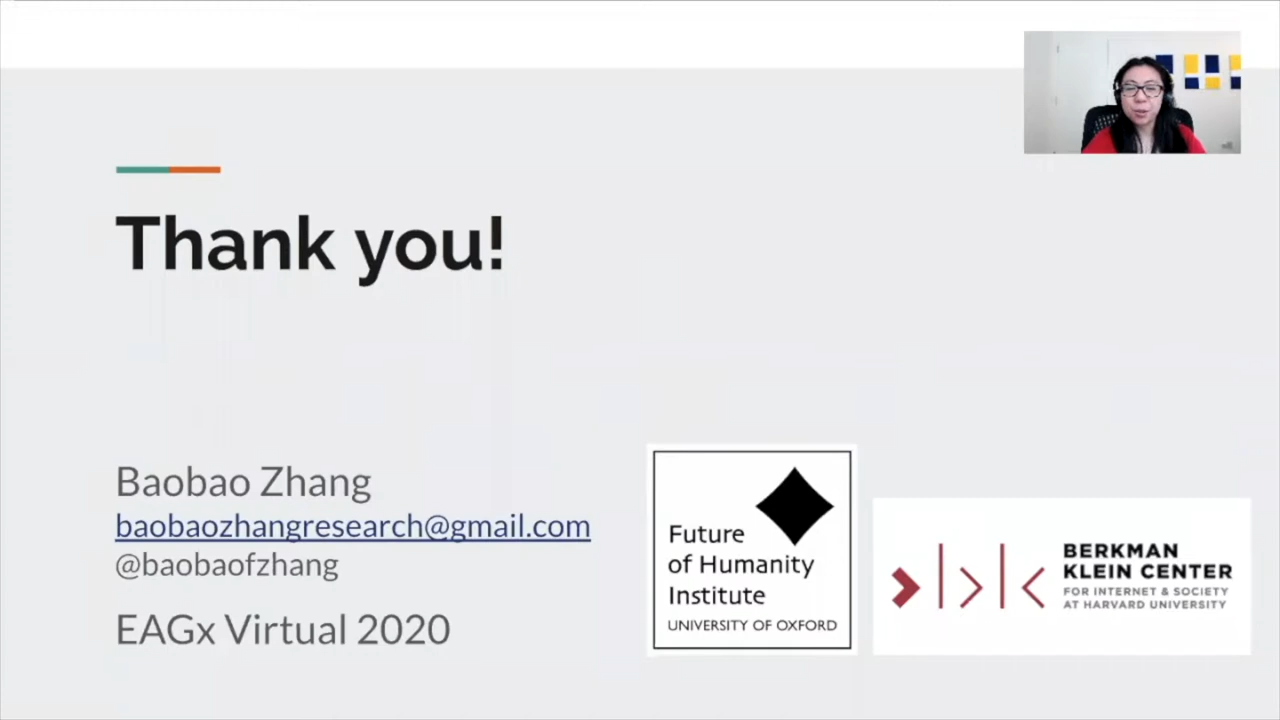 Thank you!
Baobao Zhang
baobaozhangresearch@gmail.com
@baobaofzhang
EAGx Virtual 2020
Future
of Humanity
Institute
UNIVERSITY OF OXFORD
BERKMAN
KLEIN CENTER
FOR INTERNET & SOCIETY
AT HARVARD UNIVERSITY